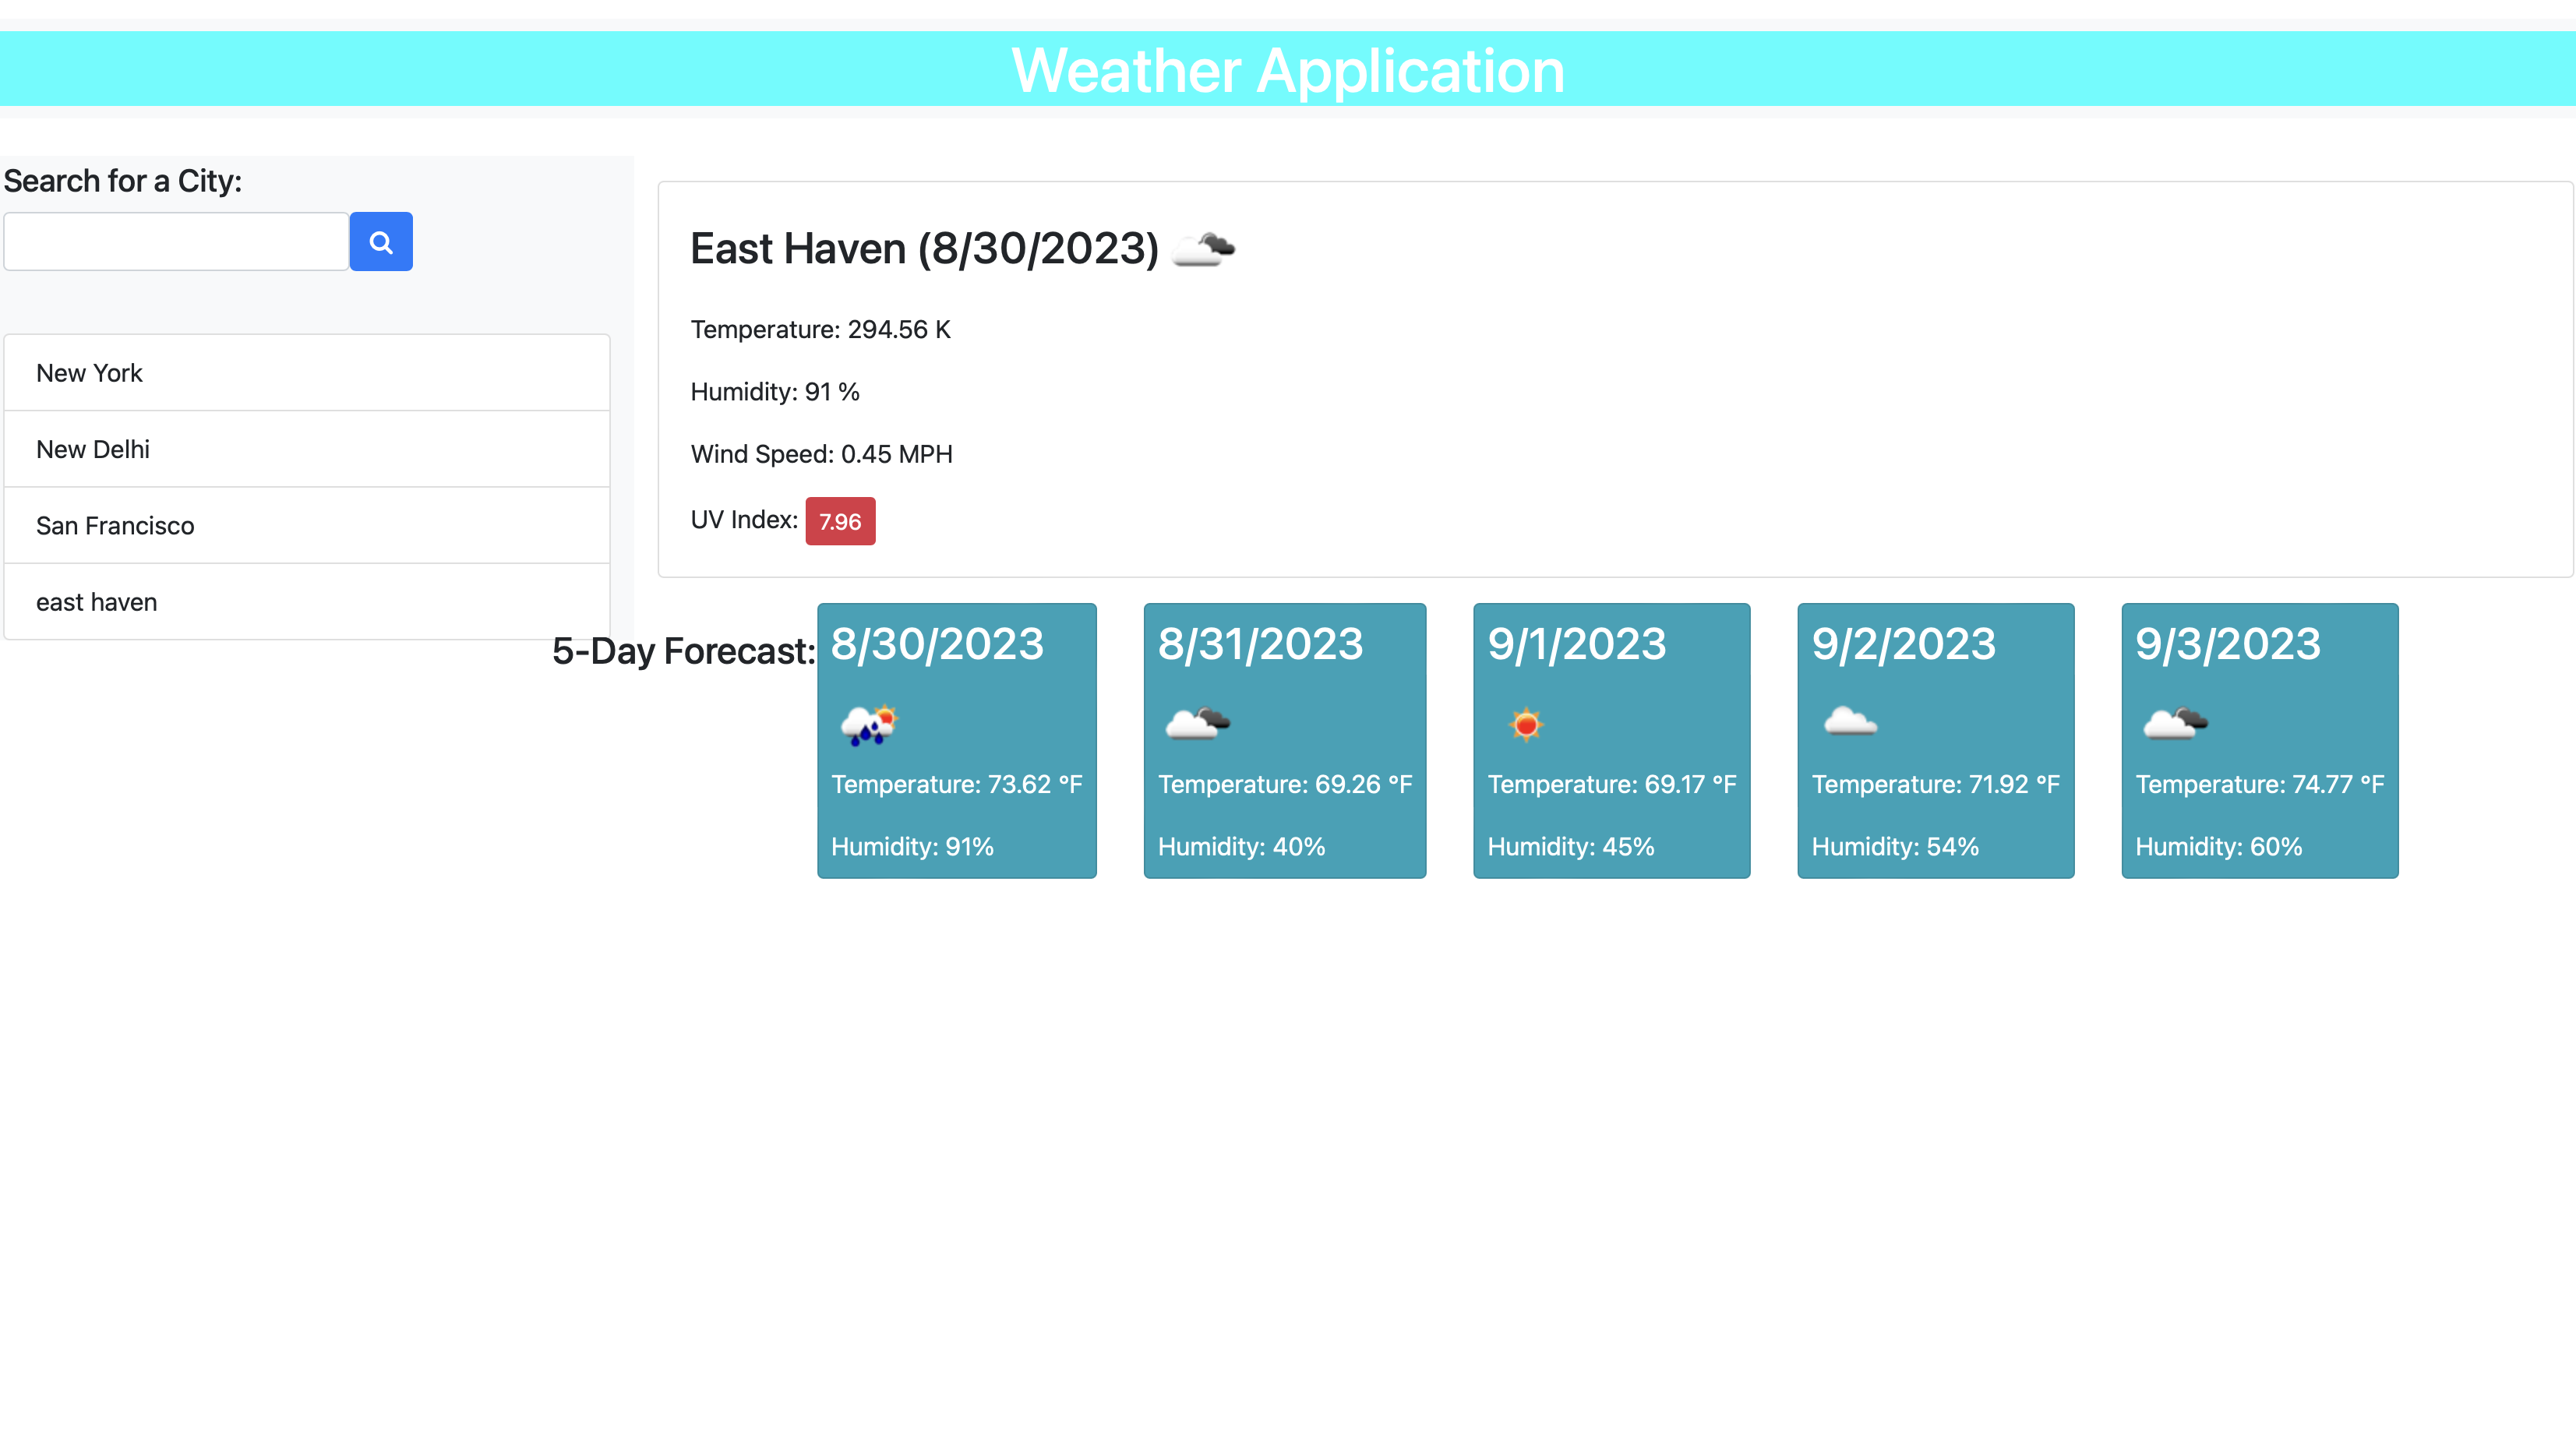 Weather Application
Search for a City:
New York
New Delhi
San Francisco
east haven
East Haven (8/30/2023)
Temperature: 294.56 K
Humidity: 91 %
Wind Speed: 0.45 MPH
UV Index: 7.96
5-Day Forecast:
8/30/2023
Temperature: 73.62 °F
Humidity: 91%
8/31/2023
Temperature: 69.26 °F
Humidity: 40%
9/1/2023
Temperature: 69.17 °F
Humidity: 45%
9/2/2023
Temperature: 71.92 °F
Humidity: 54%
9/3/2023
Temperature: 74.77 °F
Humidity: 60%